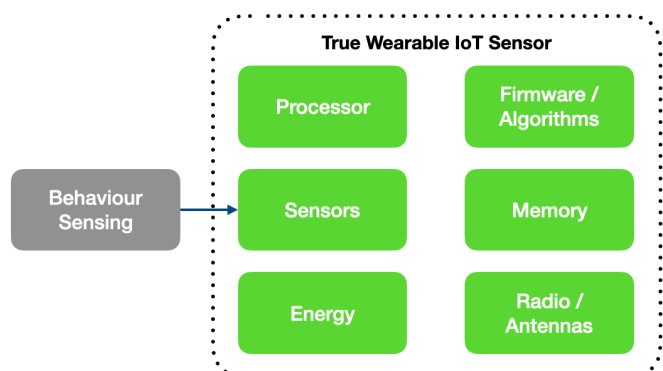 True Wearable IoT Sensor
Processor
Firmware /
Algorithms
Behaviour
Sensing
Sensors
Memory
Energy
Radio /
Antennas